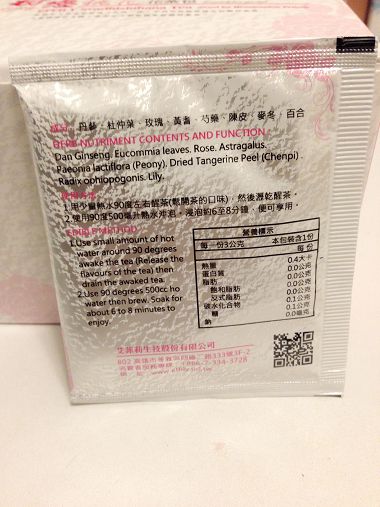 成分：丹蔘、杜仲葉、玫瑰、黃耆、芍藥、陳皮、麥冬、百合
HERB NUTRIMENT CONTENTS AND FUNCTION
Dan Ginseng. Eucommia leaves. Rose. Astragalus.
Paeonia lactiflora (Peony). Dried Tangerine Peel (Chenpi).
Radix ophiopogonis. Lily.
1.用少量熱水90度左右醒茶(鬆開茶的口味)，然後瀝乾醒茶。
2.使用90度500毫升熱水沖泡，浸泡約6至8分鐘，便可享用。
METHOD
1.Use small amount of hot
water around 90 degrees
awake the tea (Release the
flavours of the tea) then
drain the awaked tea.
2.Use 90 degrees 500cc ho
water then brew. Soak for
about 6 to 8 minutes to
enjoy.
營養標示
每一份3公克 本包裝含1份
每份
熱量 0.4大卡
蛋白質 0.0公克
脂肪 0.0公克
飽和脂肪 0.0公克
反式脂肪 0.0公克
碳水化合物 0.1公克
糖 0.1公克
鈉 0.0毫克
艾菲莉生技股份有限公司